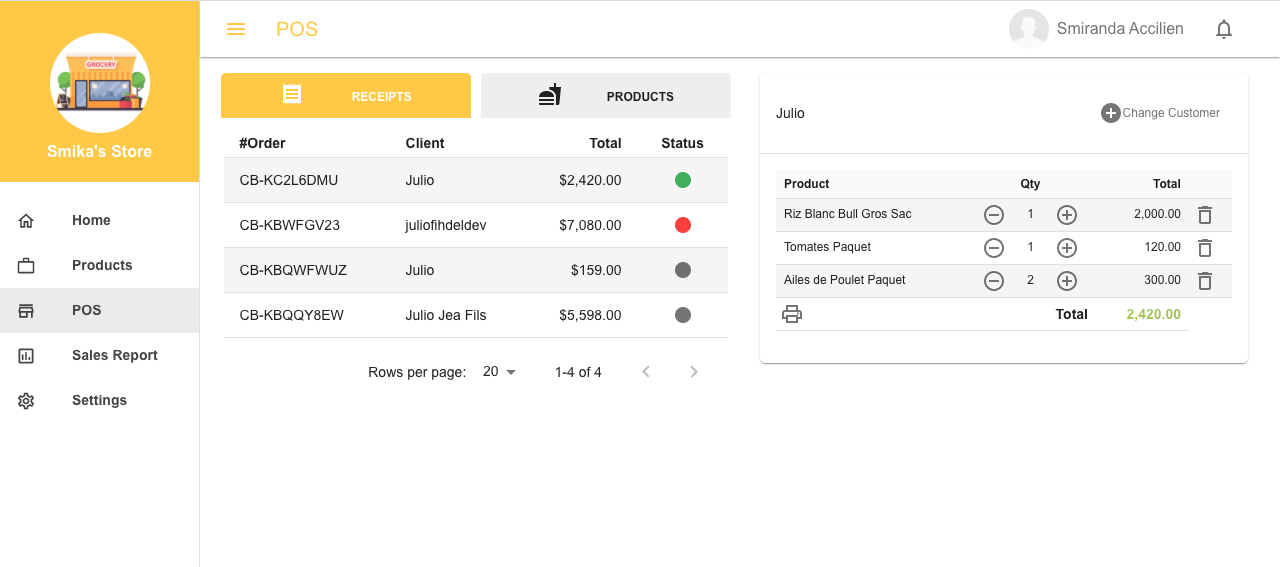 POS
Smiranda Accilien
GROCERY
Smika's Store
Home
Products
POS
Sales Report
Settings
RECEIPTS
PRODUCTS
#Order Client Total Status
CB-KC2L6DMU Julio $2,420.00
CB-KBWFGV23 juliofihdeldev $7,080.00
CB-KBQWFWUZ Julio $159.00
CB-KBQQY8EW Julio Jea Fils $5,598.00
Rows per page: 20 1-4 of 4
Julio Change Customer
Product Qty Total
Riz Blanc Bull Gros Sac 1 2,000.00
Tomates Paquet 1 120.00
Ailes de Poulet Paquet 2 300.00
Total 2,420.00